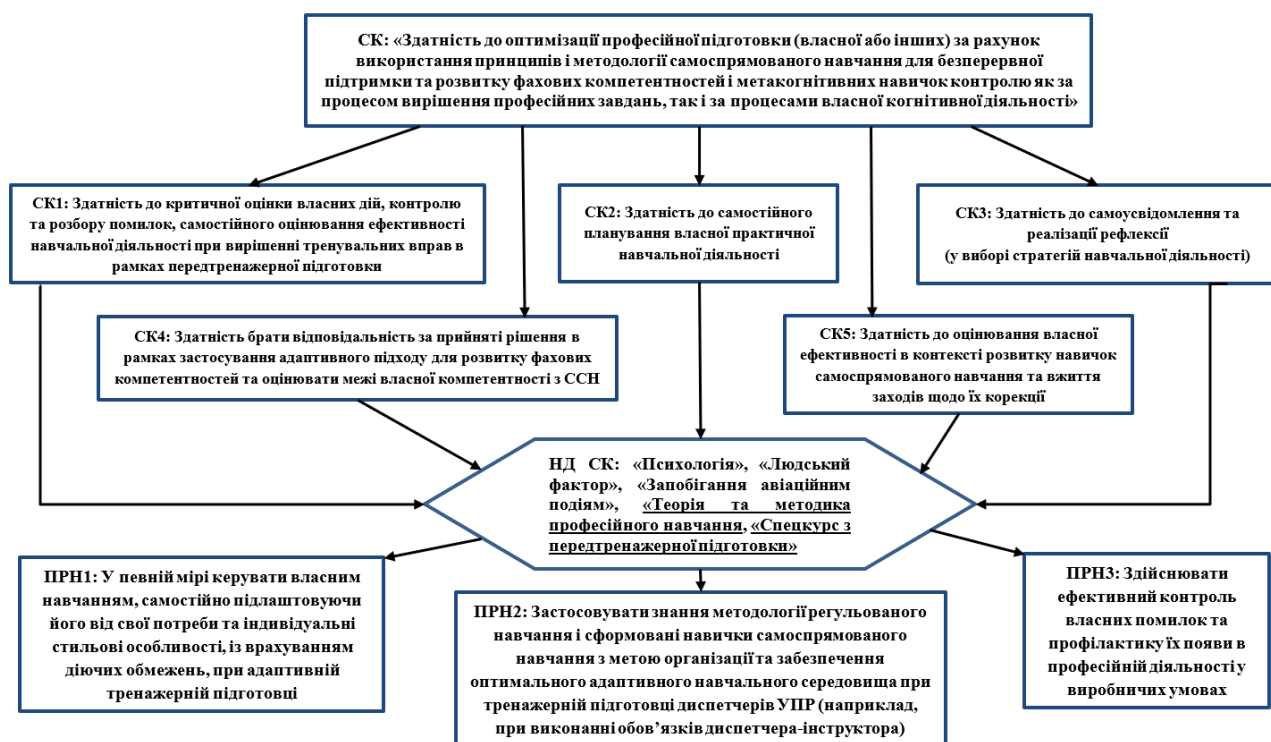 СК: «Здатність до оптимізації професійної підготовки (власної або інших) за рахунок
використання принципів і методології самоспрямованого навчання для безперервної
підтримки та розвитку фахових компетентностей і метакогнітивних навичок контролю як за
процесом вирішення професійних завдань, так і за процесами власної когнітивної діяльності»
СК1: Здатність до критичної оцінки власних дій, контролю
та розбору помилок, самостійного оцінювання ефективності
навчальної діяльності при вирішенні тренувальних вправ в
рамках передтренажерної підготовки
СК2: Здатність до самостійного
планування власної практичної
навчальної діяльності
СК3: Здатність до самоусвідомлення та
реалізації рефлексії
(у виборі стратегій навчальної діяльності)
СК4: Здатність брати відповідальність за прийняті рішення в
рамках застосування адаптивного підходу для розвитку фахових
компетентностей та оцінювати межі власної компетентності з ССН
СК5: Здатність до оцінювання власної
ефективності в контексті розвитку навичок
самоспрямованого навчання та вжиття
заходів щодо їх корекції
НД СК: «Психологія», «Людський
фактор», «Запобігання авіаційним
подіям», «Теорія та методика
професійного навчання, «Спецкурс з
передтренажерної підготовки»
ПРН1: У певній мірі керувати власним
навчанням, самостійно підлаштовуючи
його від свої потреби та індивідуальні
стильові особливості, із врахуванням
діючих обмежень, при адаптивній
тренажерній підготовці
ПРН2: Застосовувати знання методології регульованого
навчання і сформовані навички самоспрямованого
навчання з метою організації та забезпечення
оптимального адаптивного навчального середовища при
тренажерній підготовці диспетчерів УПР (наприклад,
при виконанні обов’язків диспетчера-інструктора)
ПРН3: Здійснювати
ефективний контроль
власних помилок та
профілактику їх появи в
професійній діяльності у
виробничих умовах